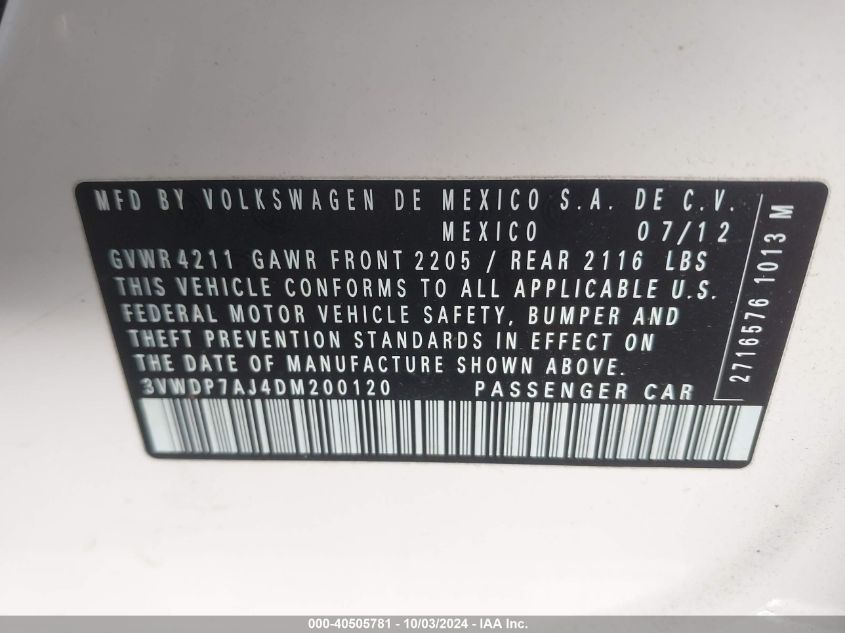 MFD BY VOLKSWAGEN DE MEXICO S.A. DE C.V.
MEXICO 07/12
GVWR 4211 GAWR FRONT 2205 / REAR 2116 LBS
THIS VEHICLE CONFORMS TO ALL APPLICABLE U.S.
FEDERAL MOTOR VEHICLE SAFETY, BUMPER AND
THEFT PREVENTION STANDARDS IN EFFECT ON
THE DATE OF MANUFACTURE SHOWN ABOVE.
3VWDP7AJ4DM200120 PASSENGER CAR
2716576 1013 M
000-40505781 - 10/03/2024 - IAA Inc.